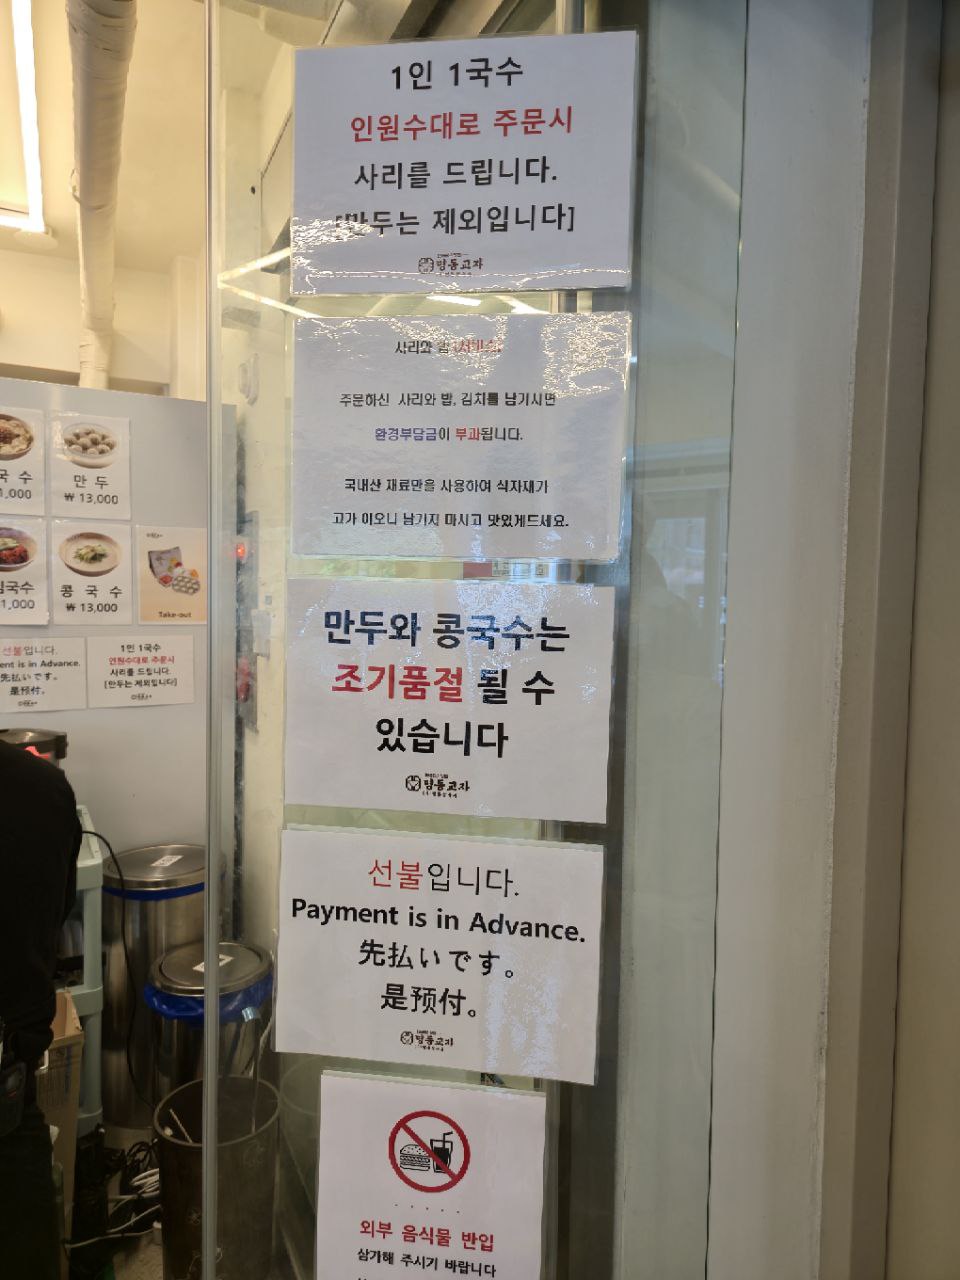 1인 1국수
인원수대로 주문시
사리를 드립니다.
[만두는 제외입니다]
명동교자
사리와 밥
주문하신 사리와 밥, 김치를 남기시면
환경부담금이 부과됩니다.
국내산 재료만을 사용하여 식자재가
고가 이오니 남기지 마시고 맛있게드세요.
만두와 콩국수는
조기품절 될 수
있습니다
명동교자
선불입니다.
Payment is in Advance.
先払いです。
是预付。
명동교자
외부 음식물 반입
삼가해 주시기 바랍니다
국 수
1,000
만 두
₩ 13,000
국수
1,000
콩 국 수
₩ 13,000
Take-out
선불입니다.
ent is in Advance.
先払いです。
是预付。
1인 1국수
인원수대로 주문시
사리를 드립니다.
[만두는 제외입니다]